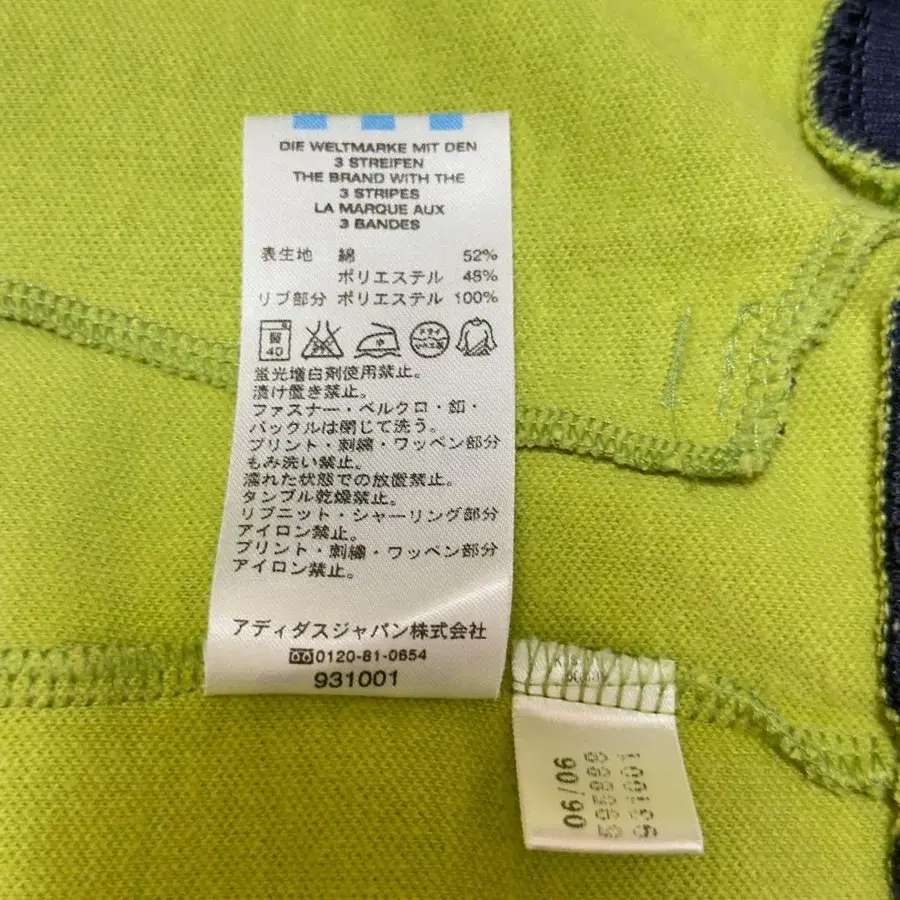 DIE WELTMARKE MIT DEN
3 STREIFEN
THE BRAND WITH THE
3 STRIPES
LA MARQUE AUX
3 BANDES
表生地 綿 52%
ポリエステル 48%
リブ部分 ポリエステル 100%
40
蛍光増白剤使用禁止。
漬け置き禁止。
ファスナー・ベルクロ・釦・
バックルは閉じて洗う。
プリント・刺繍・ワッペン部分
もみ洗い禁止。
濡れた状態での放置禁止。
タンブル乾燥禁止。
リブニット・シャーリング部分
アイロン禁止。
プリント・刺繍・ワッペン部分
アイロン禁止。
アディダスジャパン株式会社
0120-81-0654
931001
06/06
931001